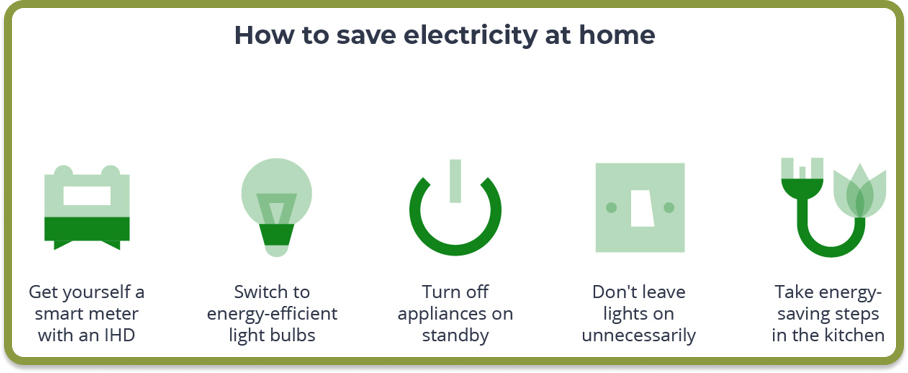 How to save electricity at home
Get yourself a
smart meter
with an IHD
Switch to
energy-efficient
light bulbs
Turn off
appliances on
standby
Don't leave
lights on
unnecessarily
Take energy-
saving steps
in the kitchen